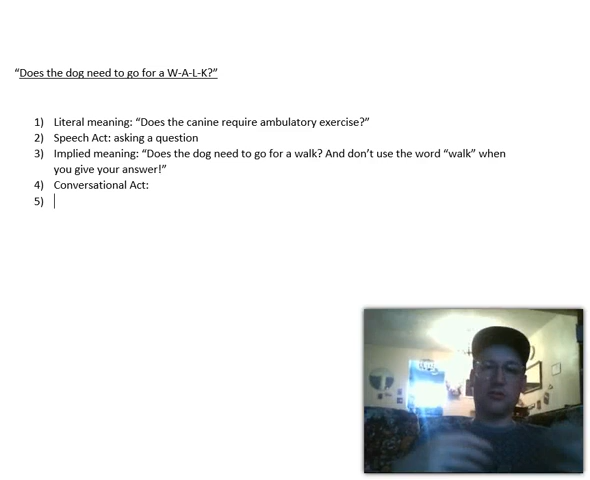 “Does the dog need to go for a W-A-L-K?”
1) Literal meaning: “Does the canine require ambulatory exercise?”
2) Speech Act: asking a question
3) Implied meaning: “Does the dog need to go for a walk? And don’t use the word “walk” when
you give your answer!”
4) Conversational Act:
5)